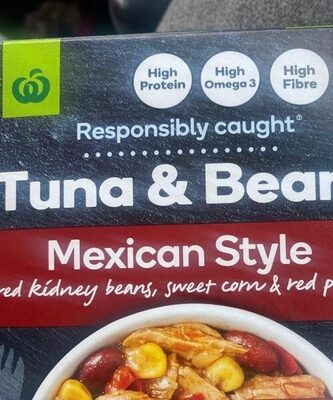 High
Protein
High
Omega 3
High
Fibre
Responsibly caught
Tuna & Bean
Mexican Style
red kidney beans, sweet corn & red p